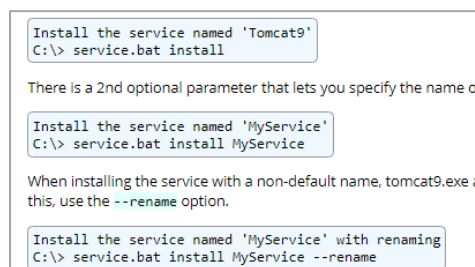 Install the service named 'Tomcat9'
C:\> service.bat install
There is a 2nd optional parameter that lets you specify the name
Install the service named 'MyService'
C:\> service.bat install MyService
When installing the service with a non-default name, tomcat9.exe
this, use the --rename option.
Install the service named 'MyService' with renaming
C:\> service.bat install MyService --rename